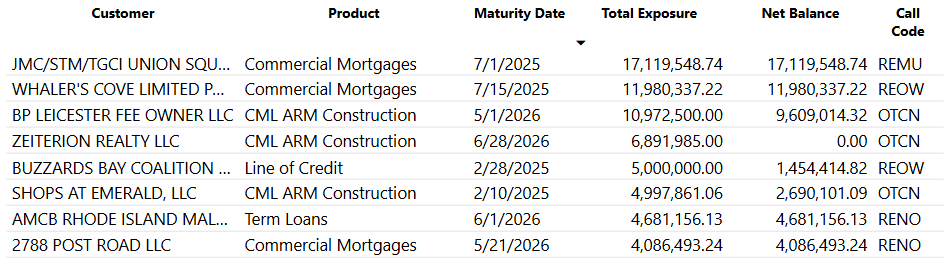 Customer Product Maturity Date Total Exposure Net Balance Call Code
JMC/STM/TGCI UNION SQU... Commercial Mortgages 7/1/2025 17,119,548.74 17,119,548.74 REMU
WHALER'S COVE LIMITED P... Commercial Mortgages 7/15/2025 11,980,337.22 11,980,337.22 REOW
BP LEICESTER FEE OWNER LLC CML ARM Construction 5/1/2026 10,972,500.00 9,609,014.32 OTCN
ZEITERION REALTY LLC CML ARM Construction 6/28/2026 6,891,985.00 0.00 OTCN
BUZZARDS BAY COALITION ... Line of Credit 2/28/2025 5,000,000.00 1,454,414.82 REOW
SHOPS AT EMERALD, LLC CML ARM Construction 2/10/2025 4,997,861.06 2,690,101.09 OTCN
AMCB RHODE ISLAND MAL... Term Loans 6/1/2026 4,681,156.13 4,681,156.13 RENO
2788 POST ROAD LLC Commercial Mortgages 5/21/2026 4,086,493.24 4,086,493.24 RENO